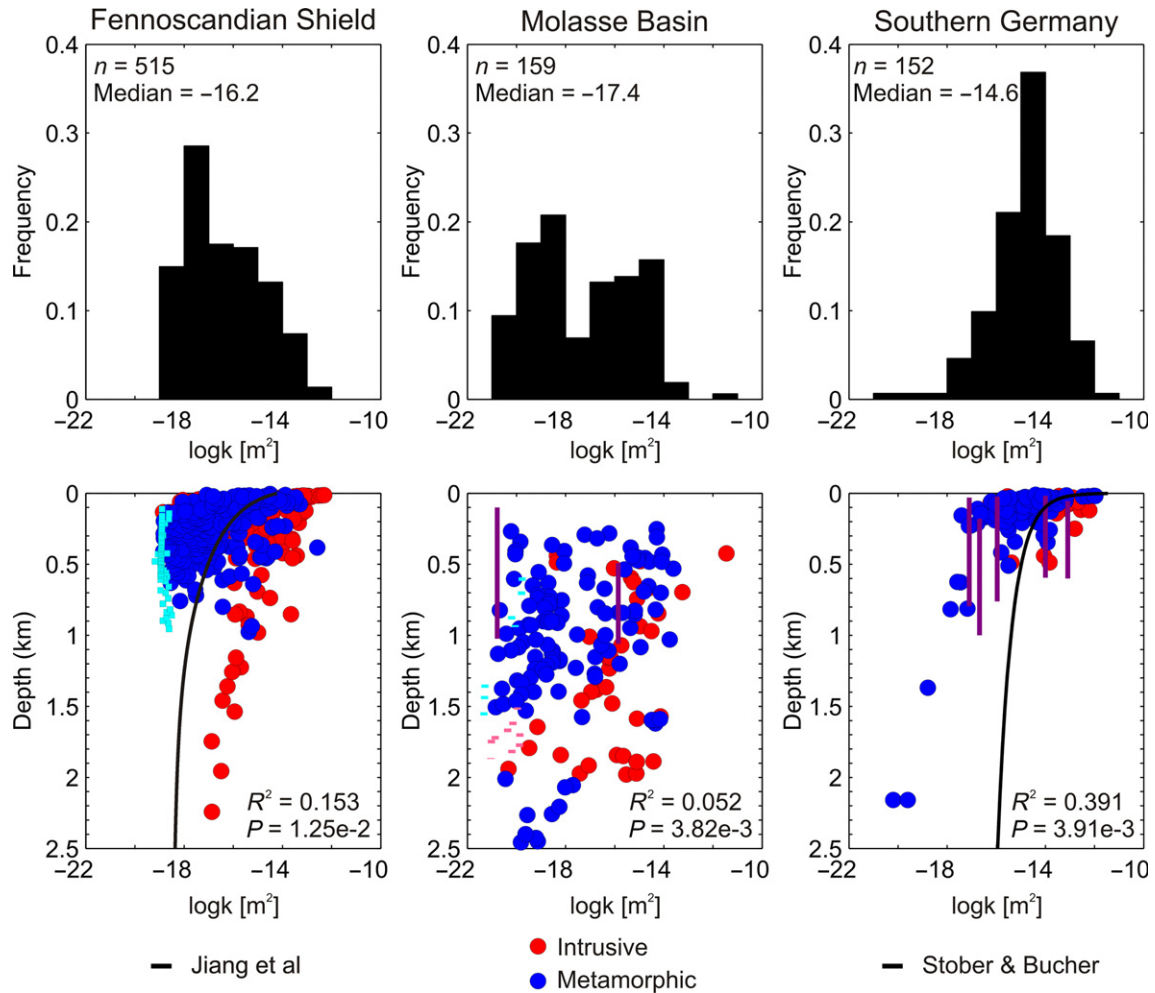 Fennoscandian Shield
Molasse Basin
Southern Germany
0.4
0.3
0.2
0.1
0
Frequency
n = 515
Median = −16.2
−22
−18
−14
−10
logk [m²]
0.4
0.3
0.2
0.1
0
Frequency
n = 159
Median = −17.4
−22
−18
−14
−10
logk [m²]
0.4
0.3
0.2
0.1
0
Frequency
n = 152
Median = −14.6
−22
−18
−14
−10
logk [m²]
0
0.5
1
1.5
2
2.5
Depth (km)
R² = 0.153
P = 1.25e-2
−22
−18
−14
−10
logk [m²]
0
0.5
1
1.5
2
2.5
Depth (km)
R² = 0.052
P = 3.82e-3
−22
−18
−14
−10
logk [m²]
0
0.5
1
1.5
2
2.5
Depth (km)
R² = 0.391
P = 3.91e-3
−22
−18
−14
−10
logk [m²]
Jiang et al
Intrusive
Metamorphic
Stober & Bucher